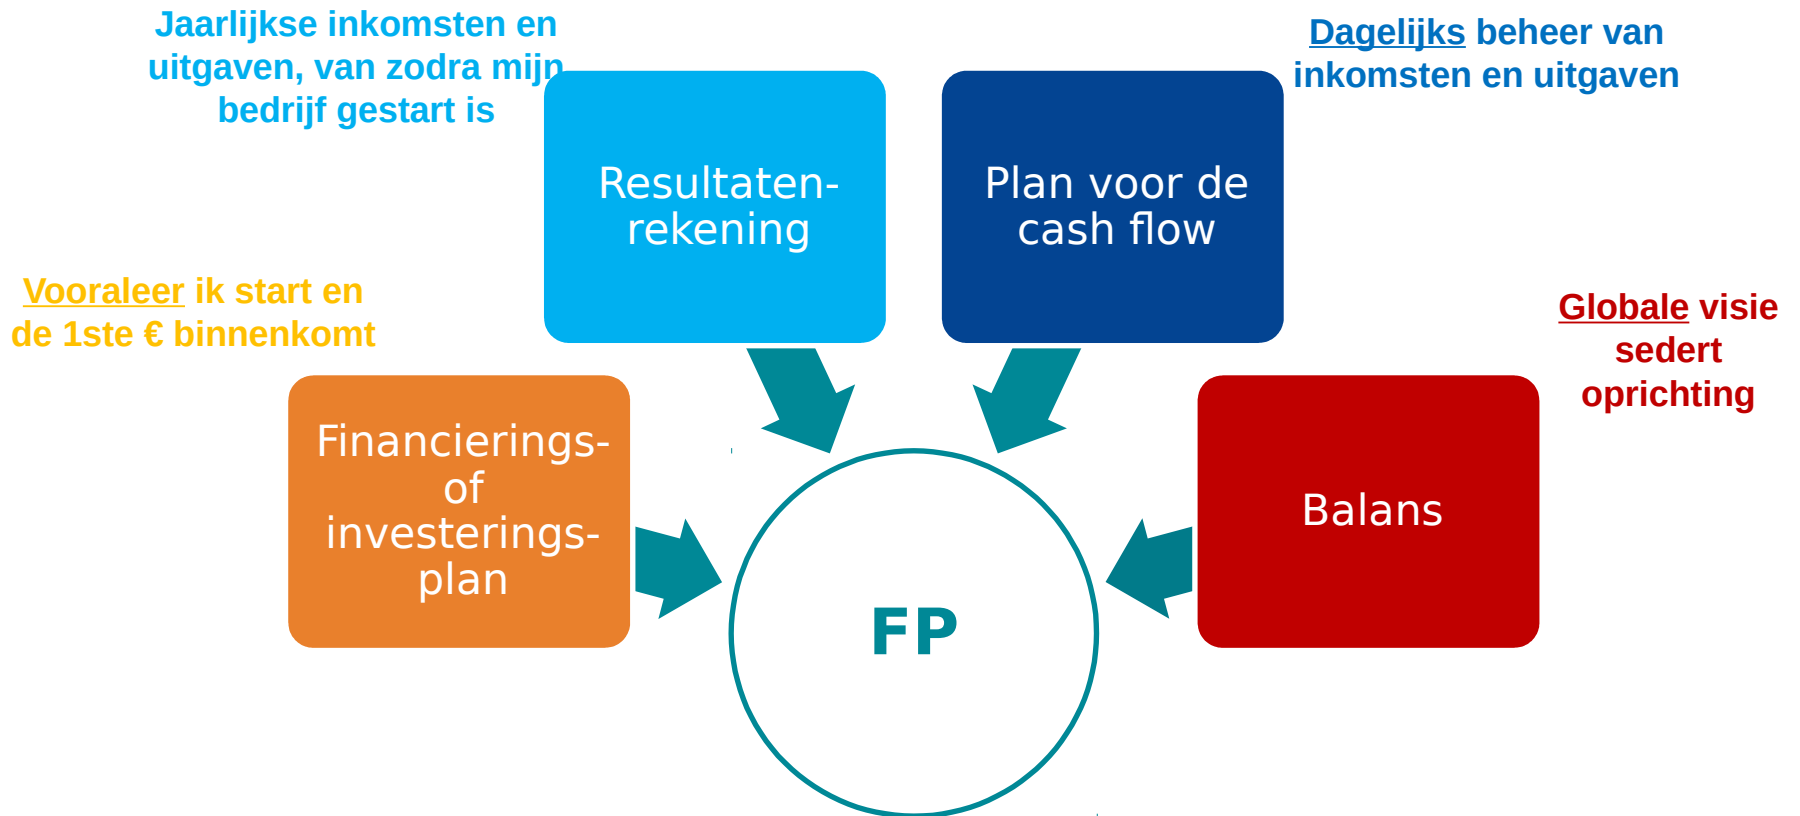 Jaarlijkse inkomsten en
uitgaven, van zodra mijn
bedrijf gestart is
Dagelijks beheer van
inkomsten en uitgaven
Resultaten-
rekening
Plan voor de
cash flow
Vooraleer ik start en
de 1ste € binnenkomt
Globale visie
sedert
oprichting
Financierings-
of
investerings-
plan
Balans
FP